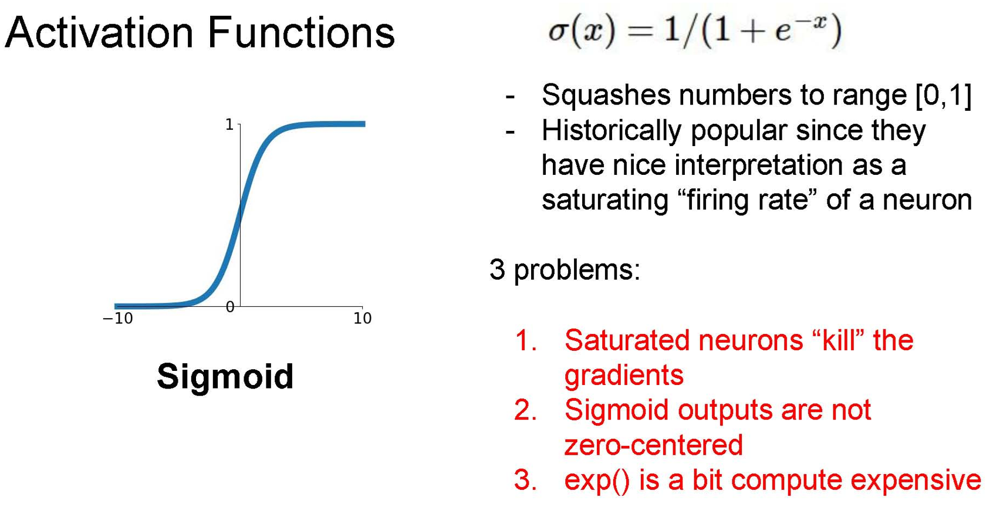 Activation Functions
σ(x) = 1/(1 + e⁻ˣ)
- Squashes numbers to range [0,1]
- Historically popular since they
have nice interpretation as a
saturating “firing rate” of a neuron
1
0
−10
10
Sigmoid
3 problems:
1. Saturated neurons “kill” the
gradients
2. Sigmoid outputs are not
zero-centered
3. exp() is a bit compute expensive